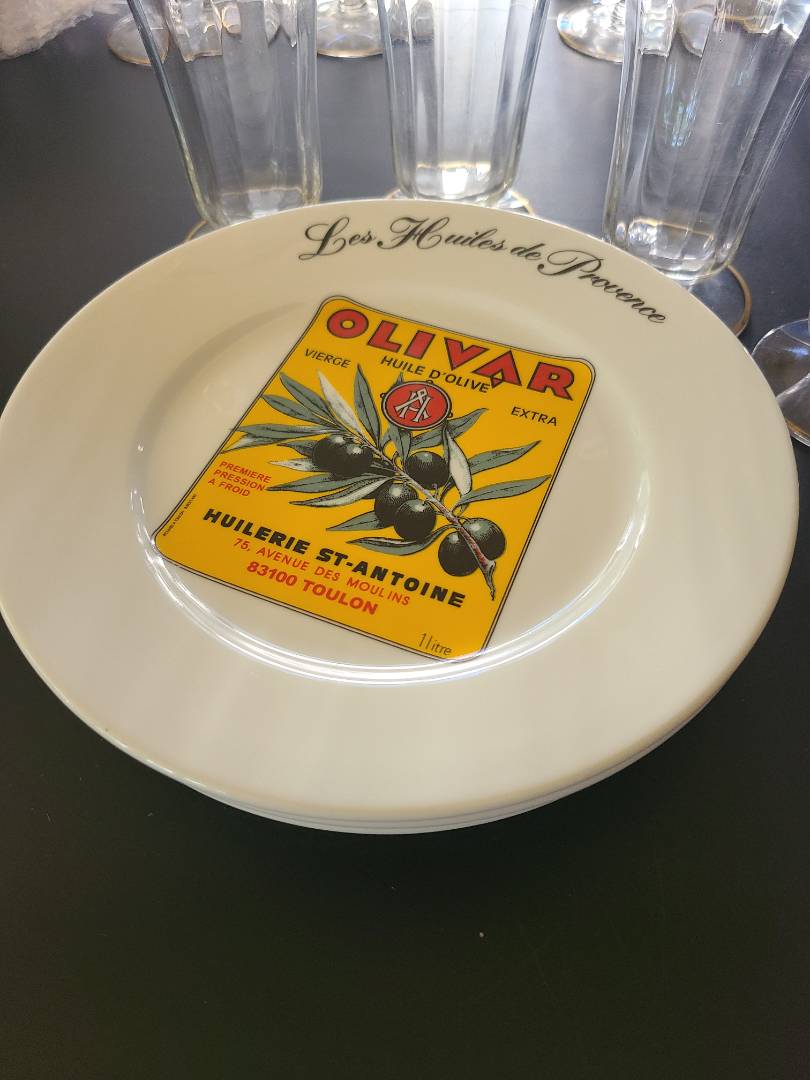 Les Huiles de Provence
OLIVAR
HUILE D'OLIVE
VIERGE
EXTRA
PREMIERE
PRESSION
A FROID
HUILERIE ST-ANTOINE
75, AVENUE DES MOULINS
83100 TOULON
1 litre